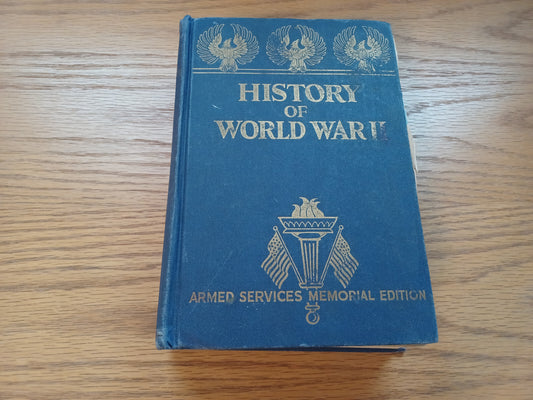 HISTORY
OF
WORLD WAR II
ARMED SERVICES MEMORIAL EDITION